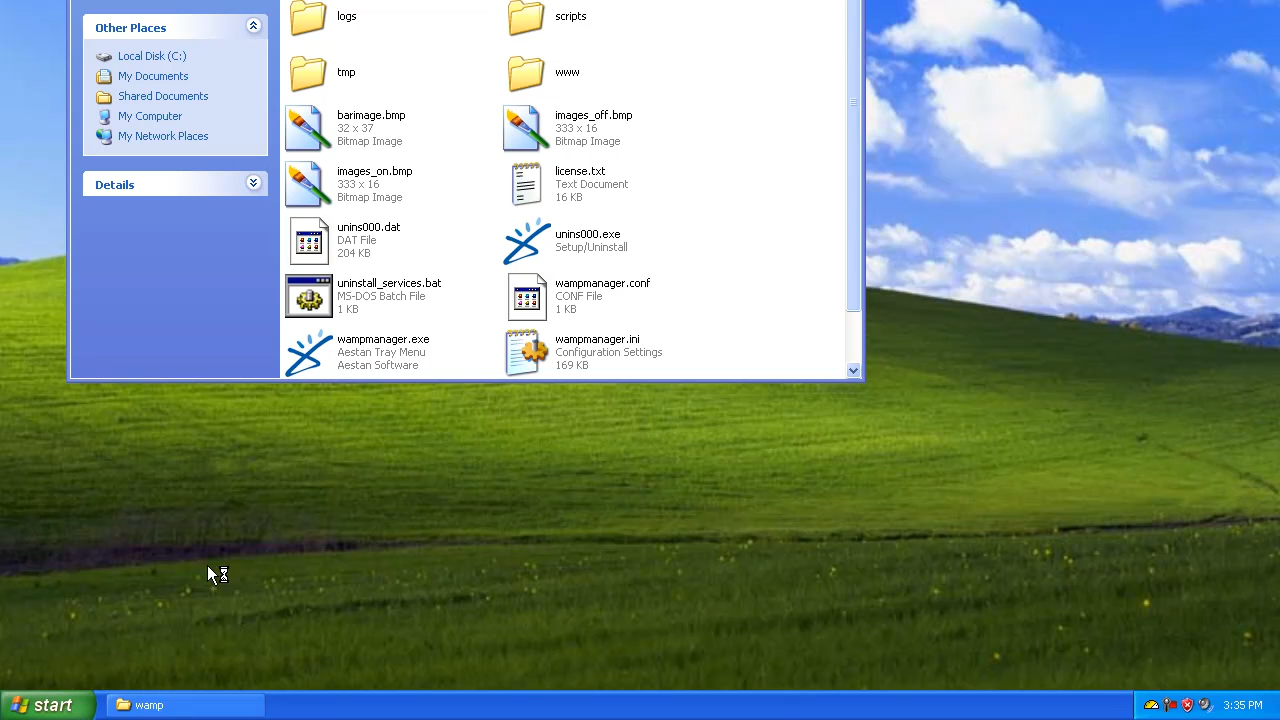 Other Places
Local Disk (C:)
My Documents
Shared Documents
My Computer
My Network Places
Details
logs
scripts
tmp
www
barimage.bmp
32 x 37
Bitmap Image
images_off.bmp
333 x 16
Bitmap Image
images_on.bmp
333 x 16
Bitmap Image
license.txt
Text Document
16 KB
unins000.dat
DAT File
204 KB
unins000.exe
Setup/Uninstall
uninstall_services.bat
MS-DOS Batch File
1 KB
wampmanager.conf
CONF File
1 KB
wampmanager.exe
Aestan Tray Menu
Aestan Software
wampmanager.ini
Configuration Settings
169 KB
start
wamp
3:35 PM